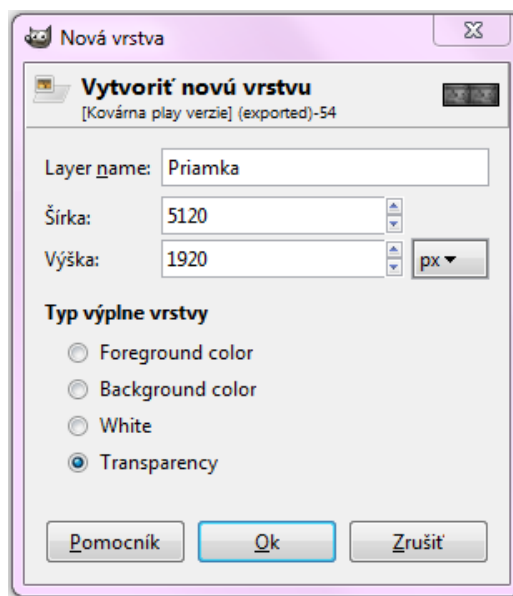 Nová vrstva
Vytvoriť novú vrstvu
[Kovárna play verzie] (exported)-54
Layer name: Priamka
Šírka: 5120
Výška: 1920 px
Typ výplne vrstvy
Foreground color
Background color
White
Transparency
Pomocník Ok Zrušiť